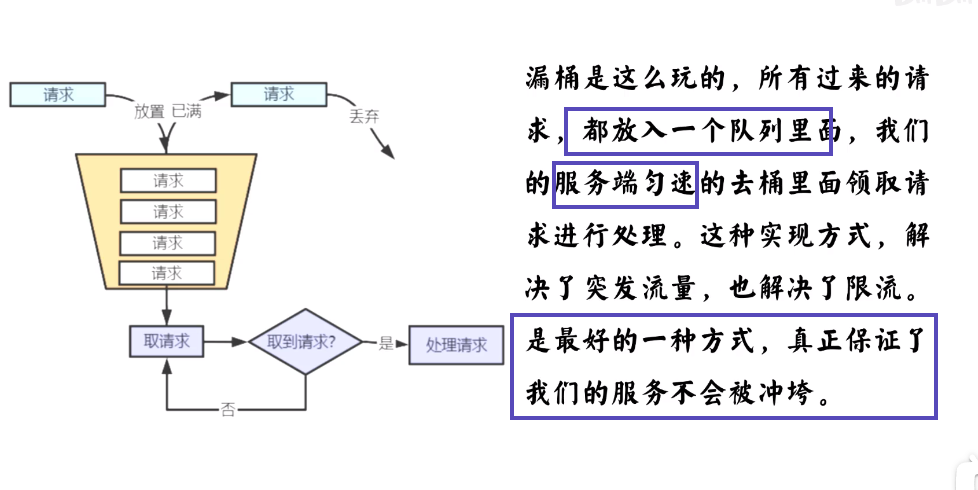 请求
请求
放置
已满
丢弃
请求
请求
请求
请求
取请求
取到请求?
是
处理请求
否
漏桶是这么玩的，所有过来的请
求，都放入一个队列里面，我们
的服务端匀速的去桶里面领取请
求进行处理。这种实现方式，解
决了突发流量，也解决了限流。
是最好的一种方式，真正保证了
我们的服务不会被冲垮。